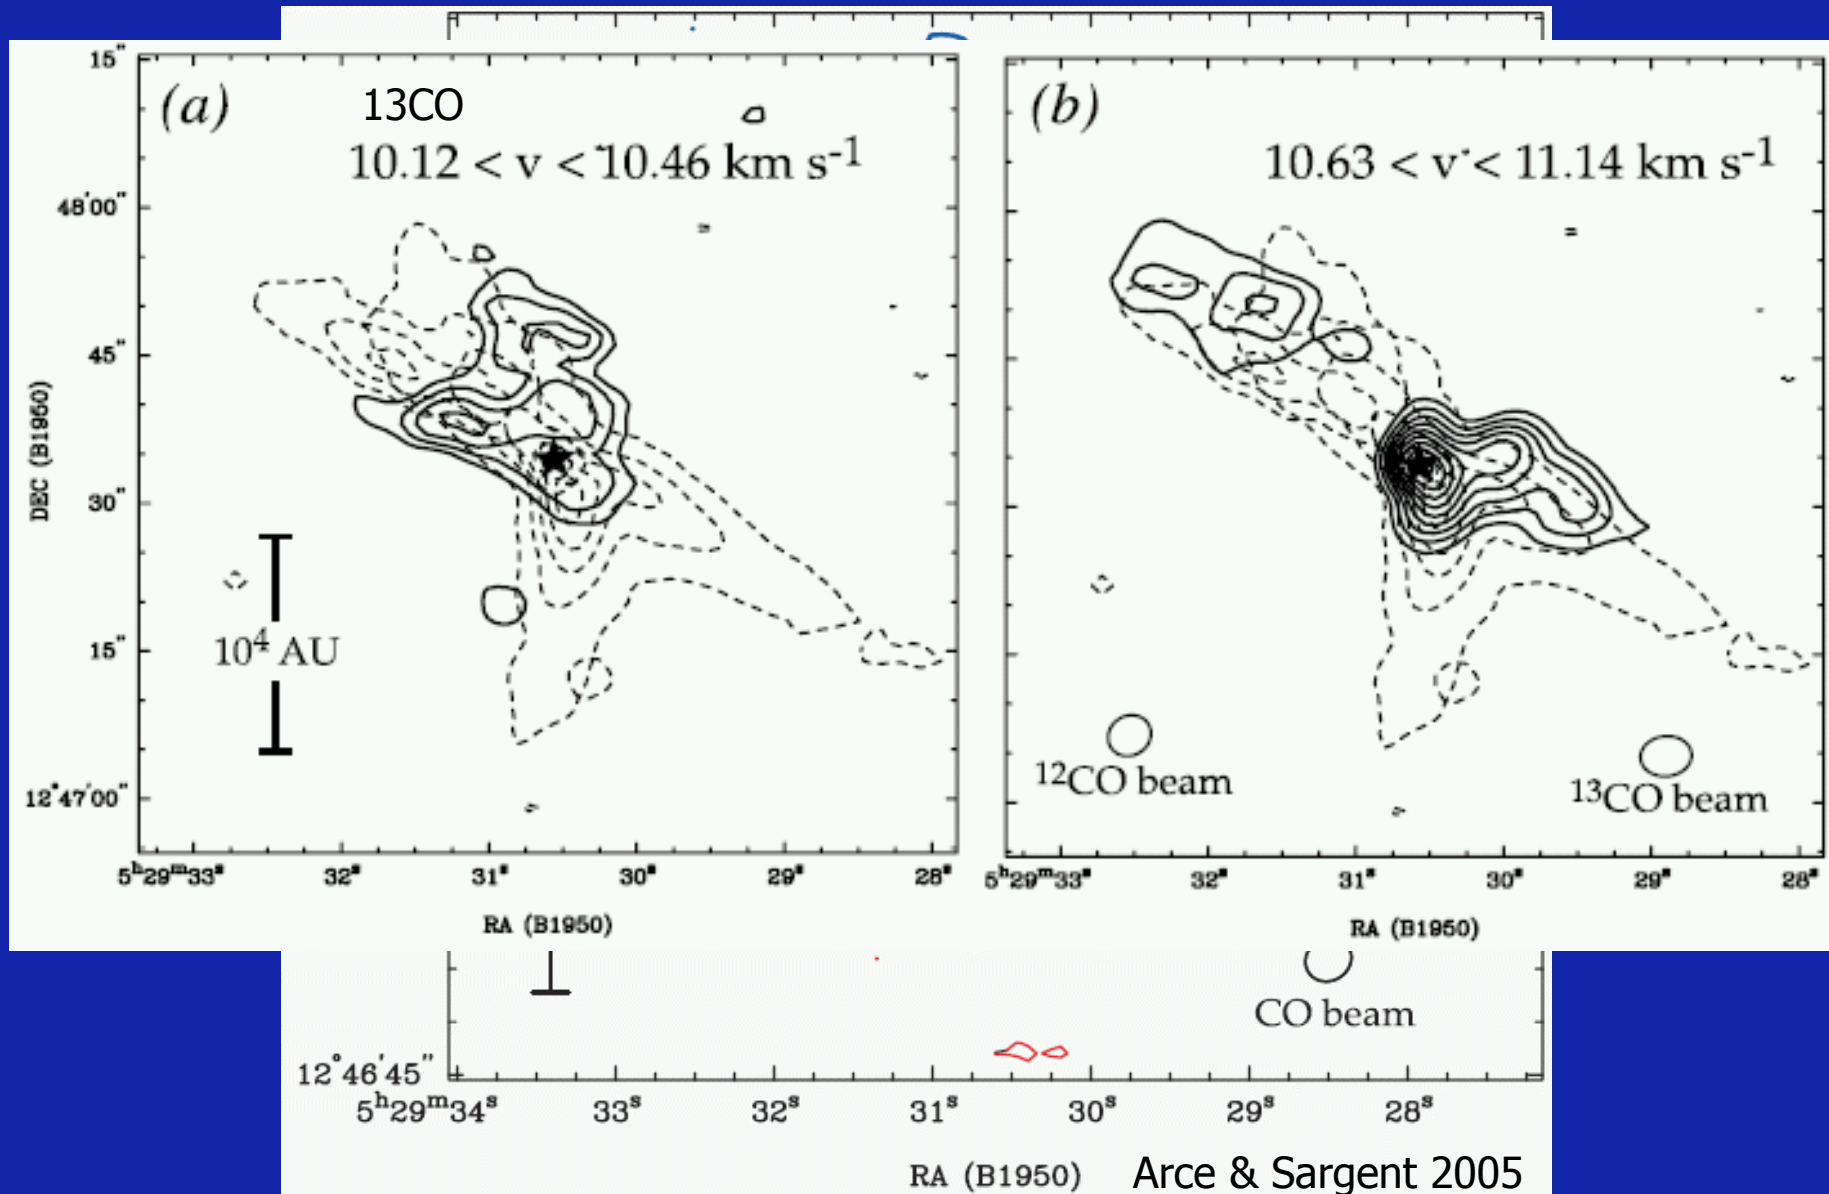 (a)
13CO
10.12 < v < 10.46 km s-1
15"
48'00"
45"
30"
15"
12°47'00"
DEC (B1950)
10⁴ AU
5ʰ29ᵐ33ˢ 32ˢ 31ˢ 30ˢ 29ˢ 28ˢ
RA (B1950)
(b)
10.63 < v < 11.14 km s-1
¹²CO beam
¹³CO beam
5ʰ29ᵐ33ˢ 32ˢ 31ˢ 30ˢ 29ˢ 28ˢ
RA (B1950)
CO beam
12°46'45"
5ʰ29ᵐ34ˢ 33ˢ 32ˢ 31ˢ 30ˢ 29ˢ 28ˢ
RA (B1950)
Arce & Sargent 2005